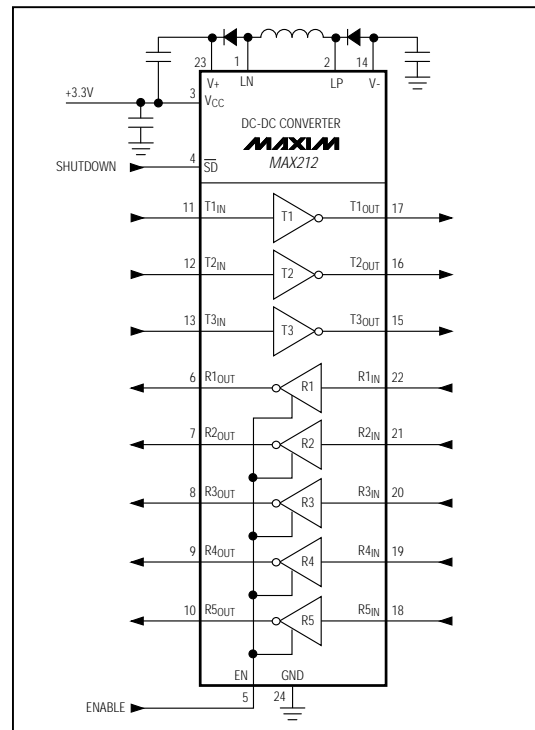 23 1 2 14
V+ LN LP V-
+3.3V 3 VCC
DC-DC CONVERTER
MAXIM
MAX212
SHUTDOWN 4 SD
11 T1IN T1 T1OUT 17
12 T2IN T2 T2OUT 16
13 T3IN T3 T3OUT 15
6 R1OUT R1 R1IN 22
7 R2OUT R2 R2IN 21
8 R3OUT R3 R3IN 20
9 R4OUT R4 R4IN 19
10 R5OUT R5 R5IN 18
EN GND
5 24
ENABLE